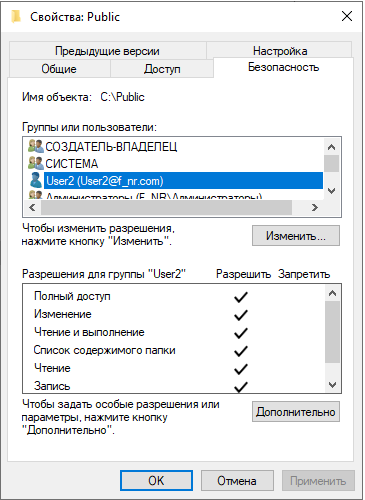 Свойства: Public
Предыдущие версии
Настройка
Общие
Доступ
Безопасность
Имя объекта: C:\Public
Группы или пользователи:
СОЗДАТЕЛЬ-ВЛАДЕЛЕЦ
СИСТЕМА
User2 (User2@f_nr.com)
Администраторы (F_NR\Администраторы)
Чтобы изменить разрешения,
нажмите кнопку "Изменить".
Изменить...
Разрешения для группы "User2" Разрешить Запретить
Полный доступ
Изменение
Чтение и выполнение
Список содержимого папки
Чтение
Запись
Чтобы задать особые разрешения или
параметры, нажмите кнопку
"Дополнительно".
Дополнительно
OK
Отмена
Применить